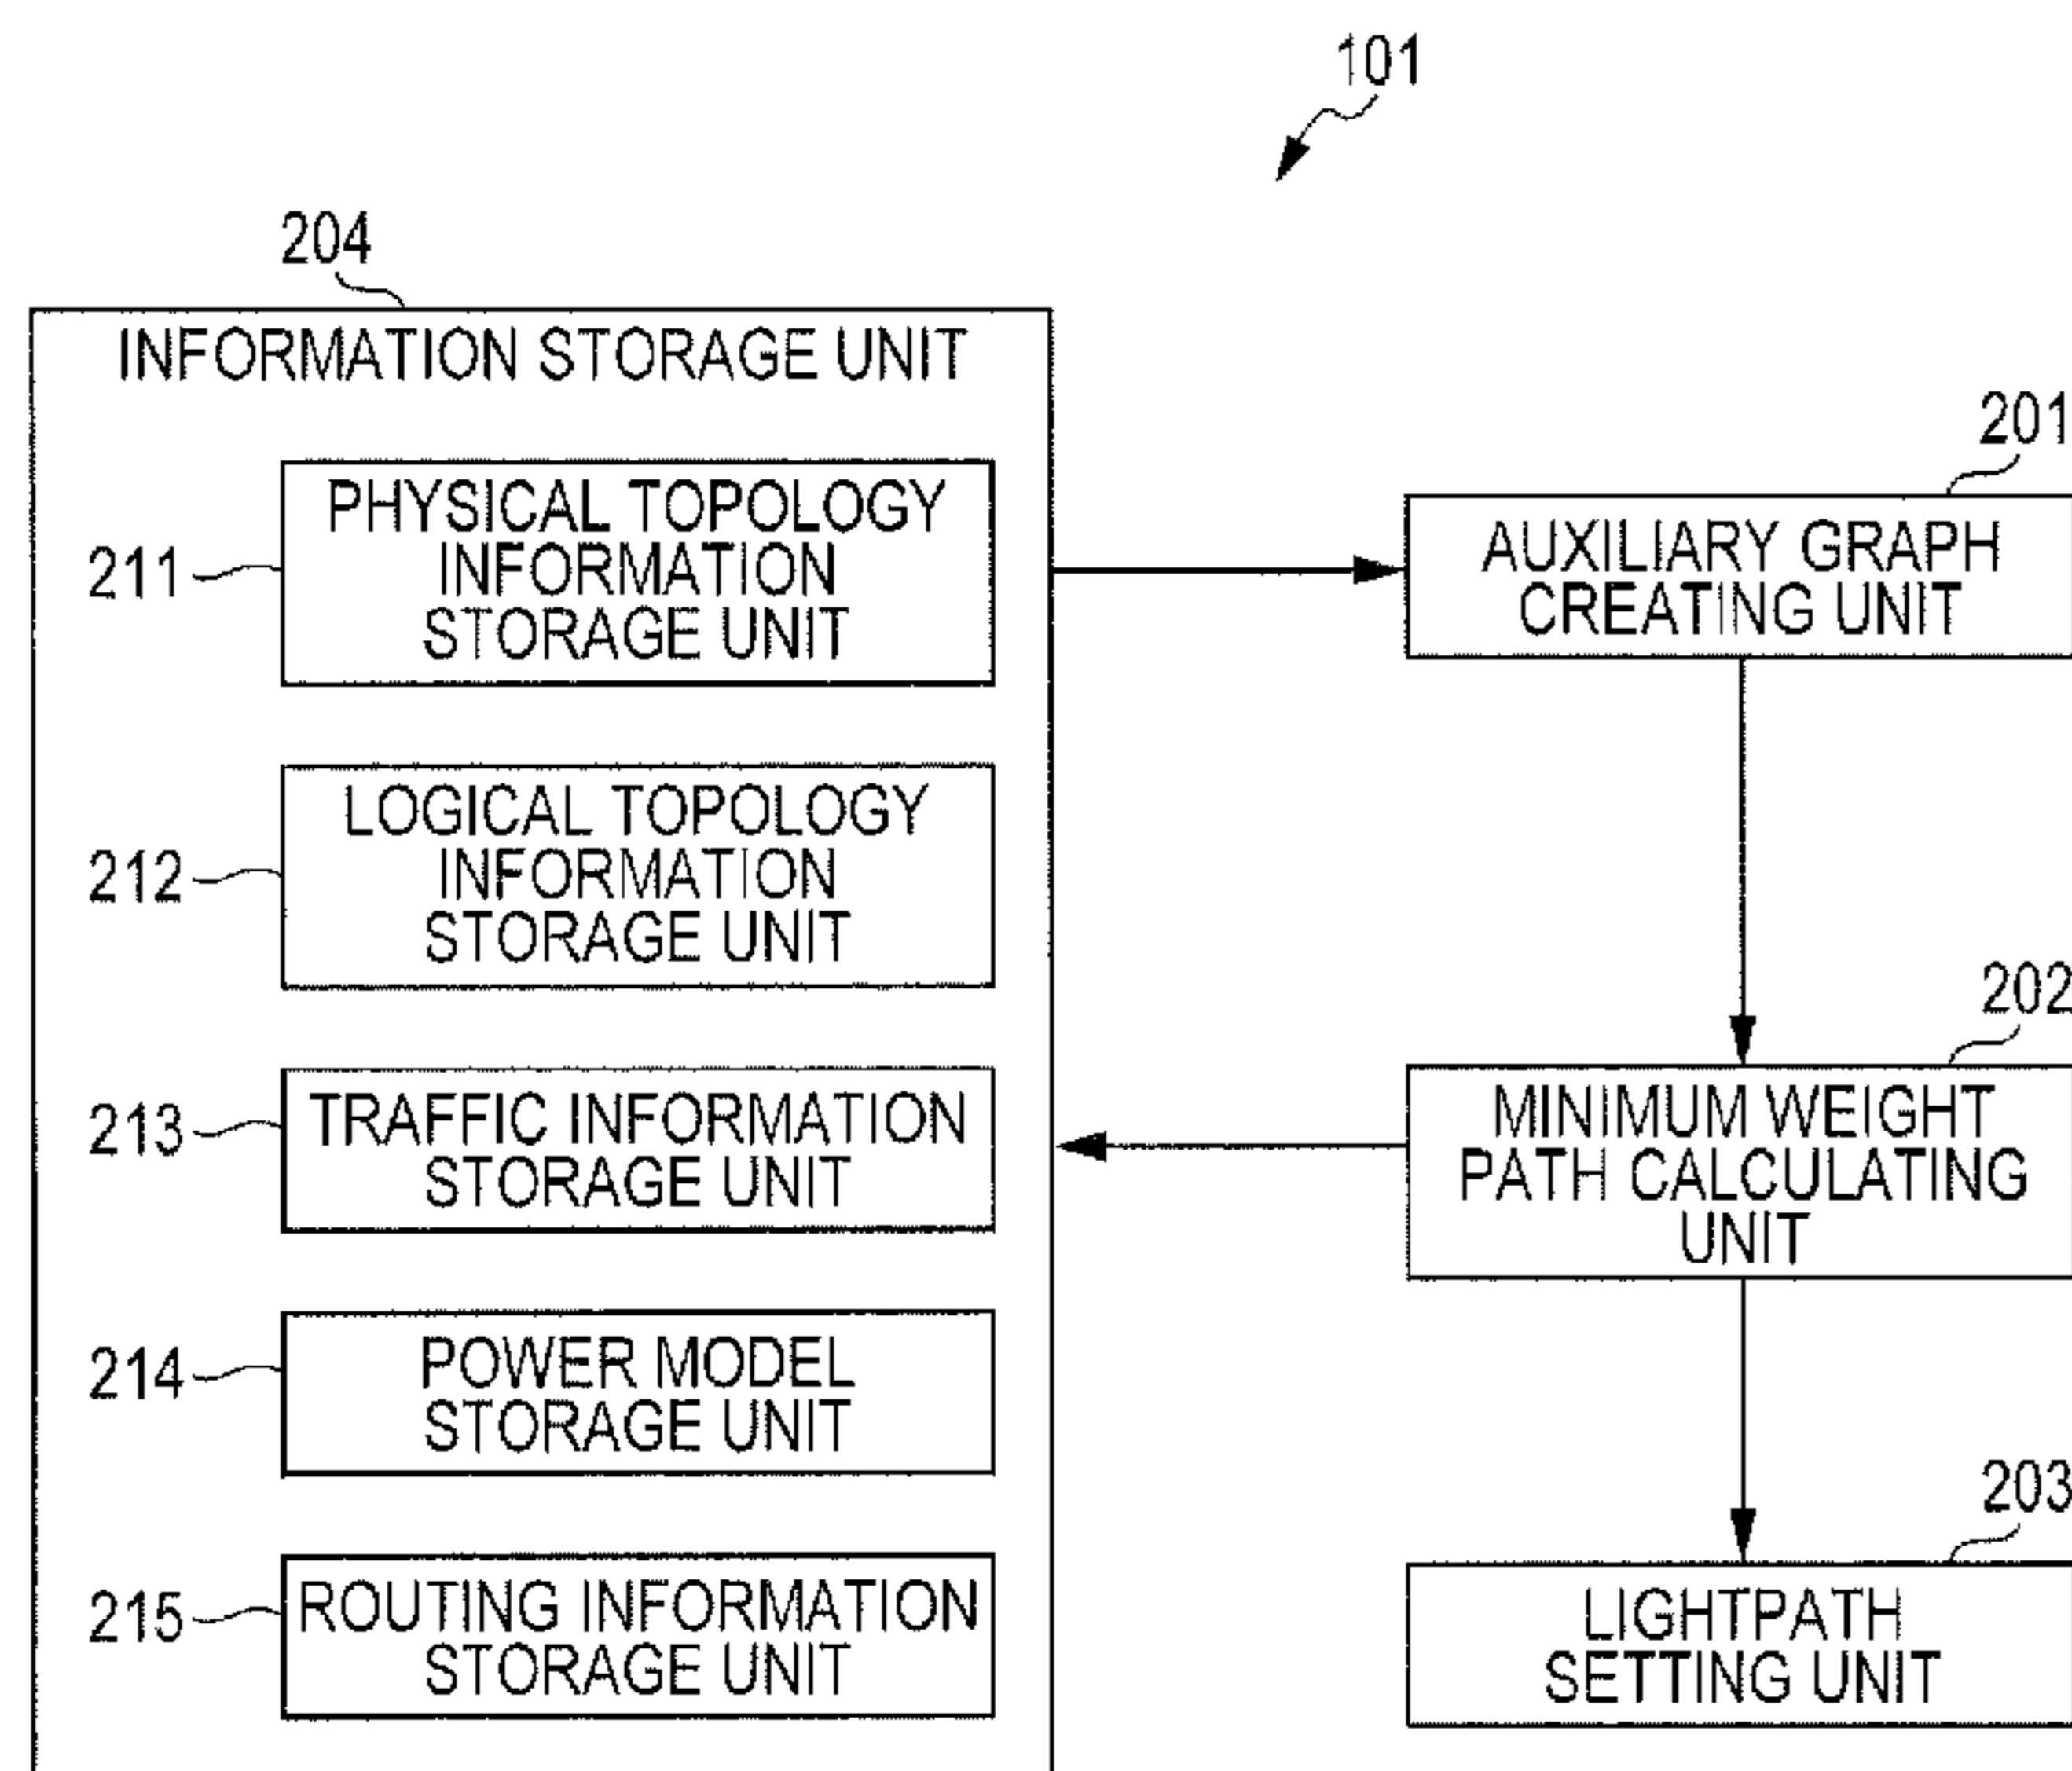 101
204
INFORMATION STORAGE UNIT
211
PHYSICAL TOPOLOGY
INFORMATION
STORAGE UNIT
212
LOGICAL TOPOLOGY
INFORMATION
STORAGE UNIT
213
TRAFFIC INFORMATION
STORAGE UNIT
214
POWER MODEL
STORAGE UNIT
215
ROUTING INFORMATION
STORAGE UNIT
201
AUXILIARY GRAPH
CREATING UNIT
202
MINIMUM WEIGHT
PATH CALCULATING
UNIT
203
LIGHTPATH
SETTING UNIT